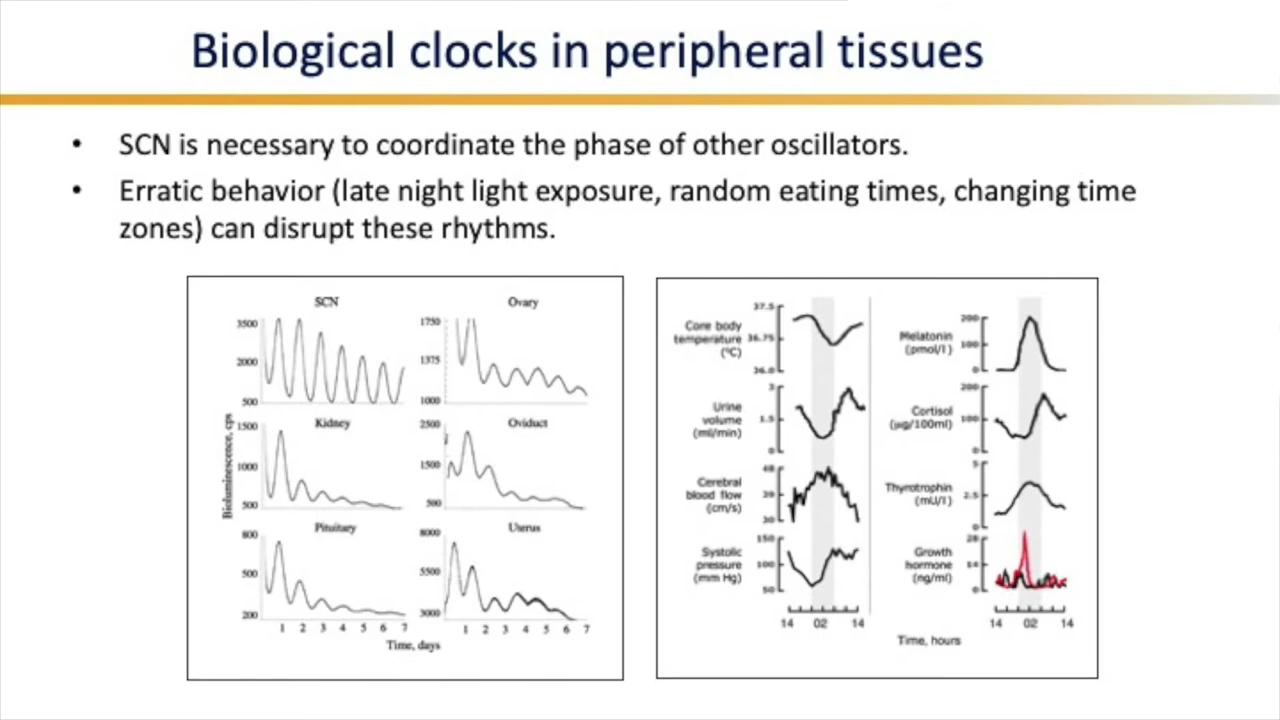 Biological clocks in peripheral tissues
• SCN is necessary to coordinate the phase of other oscillators.
• Erratic behavior (late night light exposure, random eating times, changing time
zones) can disrupt these rhythms.
SCN
3500
2000
500
Ovary
1750
1375
1000
Kidney
1500
1000
500
Oviduct
2500
1500
500
Pituitary
800
500
200
Uterus
8000
5500
3000
Bioluminescence, cps
1 2 3 4 5 6 7
1 2 3 4 5 6 7
Time, days
Core body
temperature
(°C)
37.5
36.75
36.0
Urine
volume
(ml/min)
3
1.5
0
Cerebral
blood flow
(cm/s)
48
39
30
Systolic
pressure
(mm Hg)
150
100
50
14 02 14
Melatonin
(pmol/l)
200
100
0
Cortisol
(µg/100ml)
200
100
0
Thyrotrophin
(mU/l)
5
2.5
0
Growth
hormone
(ng/ml)
28
14
0
14 02 14
Time, hours